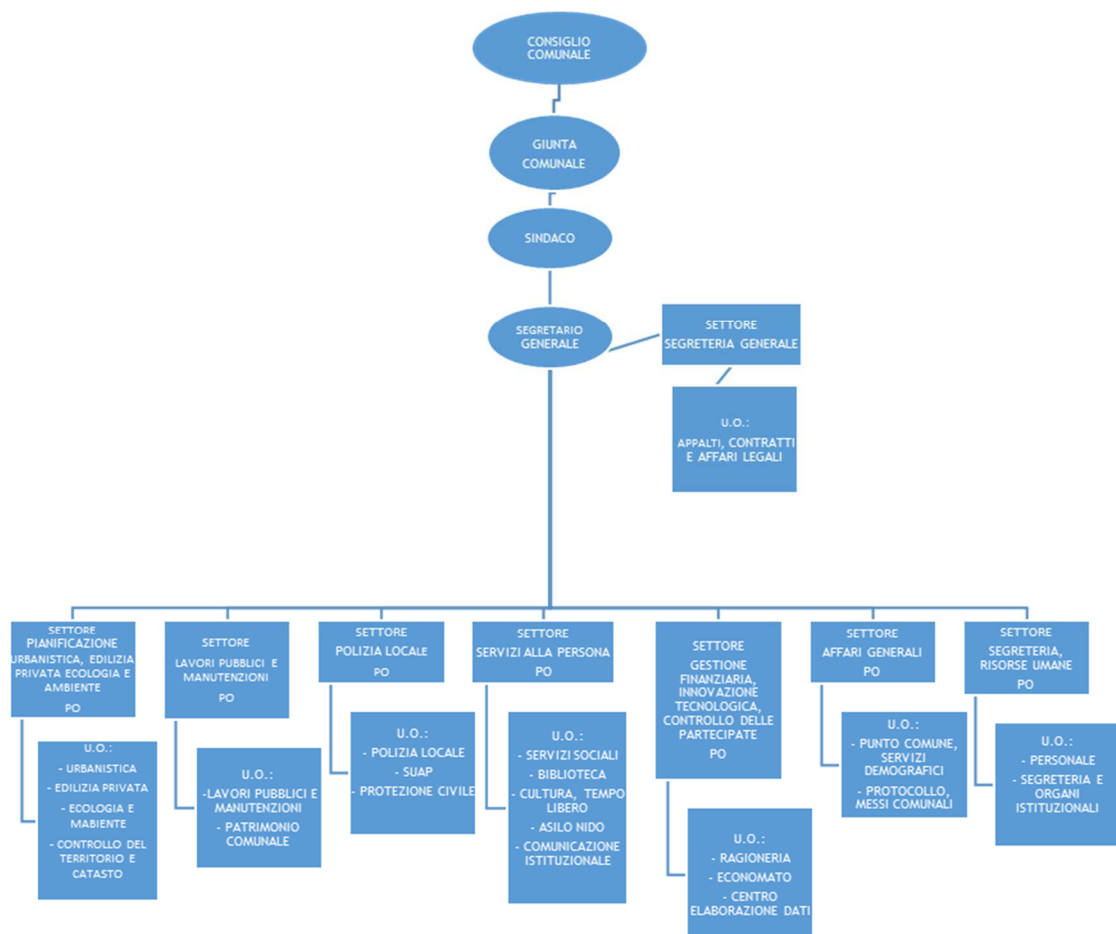 CONSIGLIO
COMUNALE
GIUNTA
COMUNALE
SINDACO
SEGRETARIO
GENERALE
SETTORE
SEGRETERIA GENERALE
U.O.:
APPALTI, CONTRATTI
E AFFARI LEGALI
SETTORE
PIANIFICAZIONE
URBANISTICA, EDILIZIA
PRIVATA ECOLOGIA E
AMBIENTE
PO
U.O.:
- URBANISTICA
- EDILIZIA PRIVATA
- ECOLOGIA E
MABIENTE
- CONTROLLO DEL
TERRITORIO E
CATASTO
SETTORE
LAVORI PUBBLICI E
MANUTENZIONI
PO
U.O.:
-LAVORI PUBBLICI E
MANUTENZIONI
- PATRIMONIO
COMUNALE
SETTORE
POLIZIA LOCALE
PO
U.O.:
- POLIZIA LOCALE
- SUAP
- PROTEZIONE CIVILE
SETTORE
SERVIZI ALLA PERSONA
PO
U.O.:
- SERVIZI SOCIALI
- BIBLIOTECA
- CULTURA, TEMPO
LIBERO
- ASILO NIDO
- COMUNICAZIONE
ISTITUZIONALE
SETTORE
GESTIONE
FINANZIARIA,
INNOVAZIONE
TECNOLOGICA,
CONTROLLO DELLE
PARTECIPATE
PO
U.O.:
- RAGIONERIA
- ECONOMATO
- CENTRO
ELABORAZIONE DATI
SETTORE
AFFARI GENERALI
PO
U.O.:
- PUNTO COMUNE,
SERVIZI
DEMOGRAFICI
- PROTOCOLLO,
MESSI COMUNALI
SETTORE
SEGRETERIA,
RISORSE UMANE
PO
U.O.:
- PERSONALE
- SEGRETERIA E
ORGANI
ISTITUZIONALI